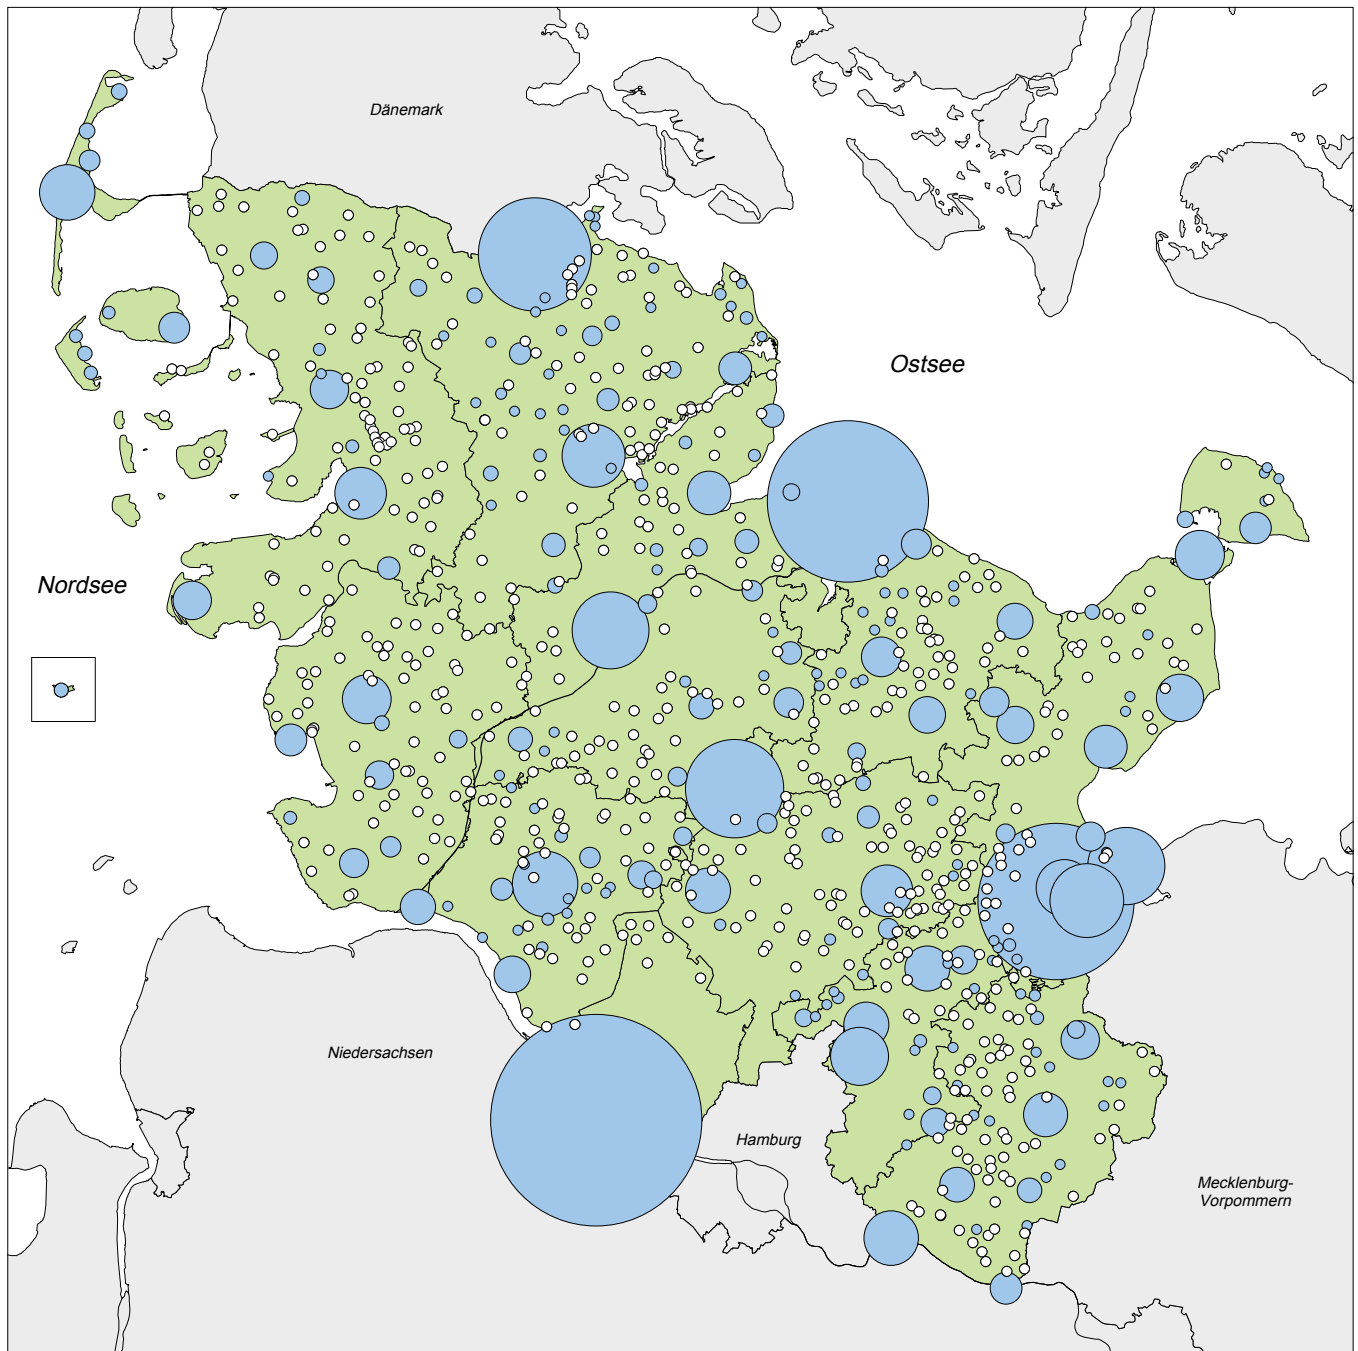 Dänemark
Ostsee
Nordsee
Niedersachsen
Hamburg
Mecklenburg-
Vorpommern